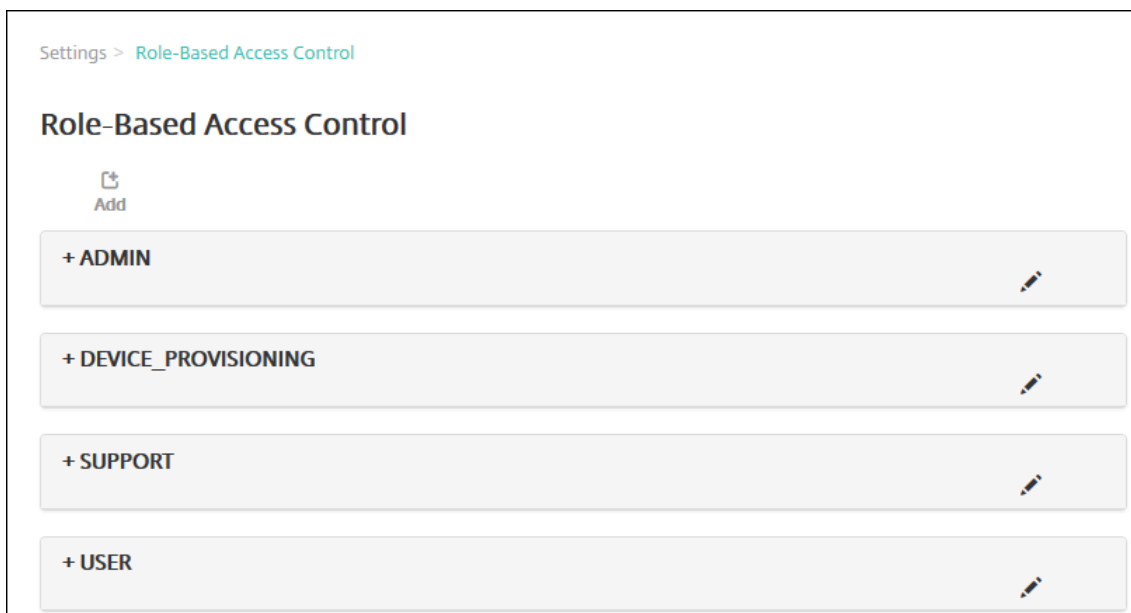 Settings > Role-Based Access Control
Role-Based Access Control
Add
+ ADMIN
+ DEVICE_PROVISIONING
+ SUPPORT
+ USER